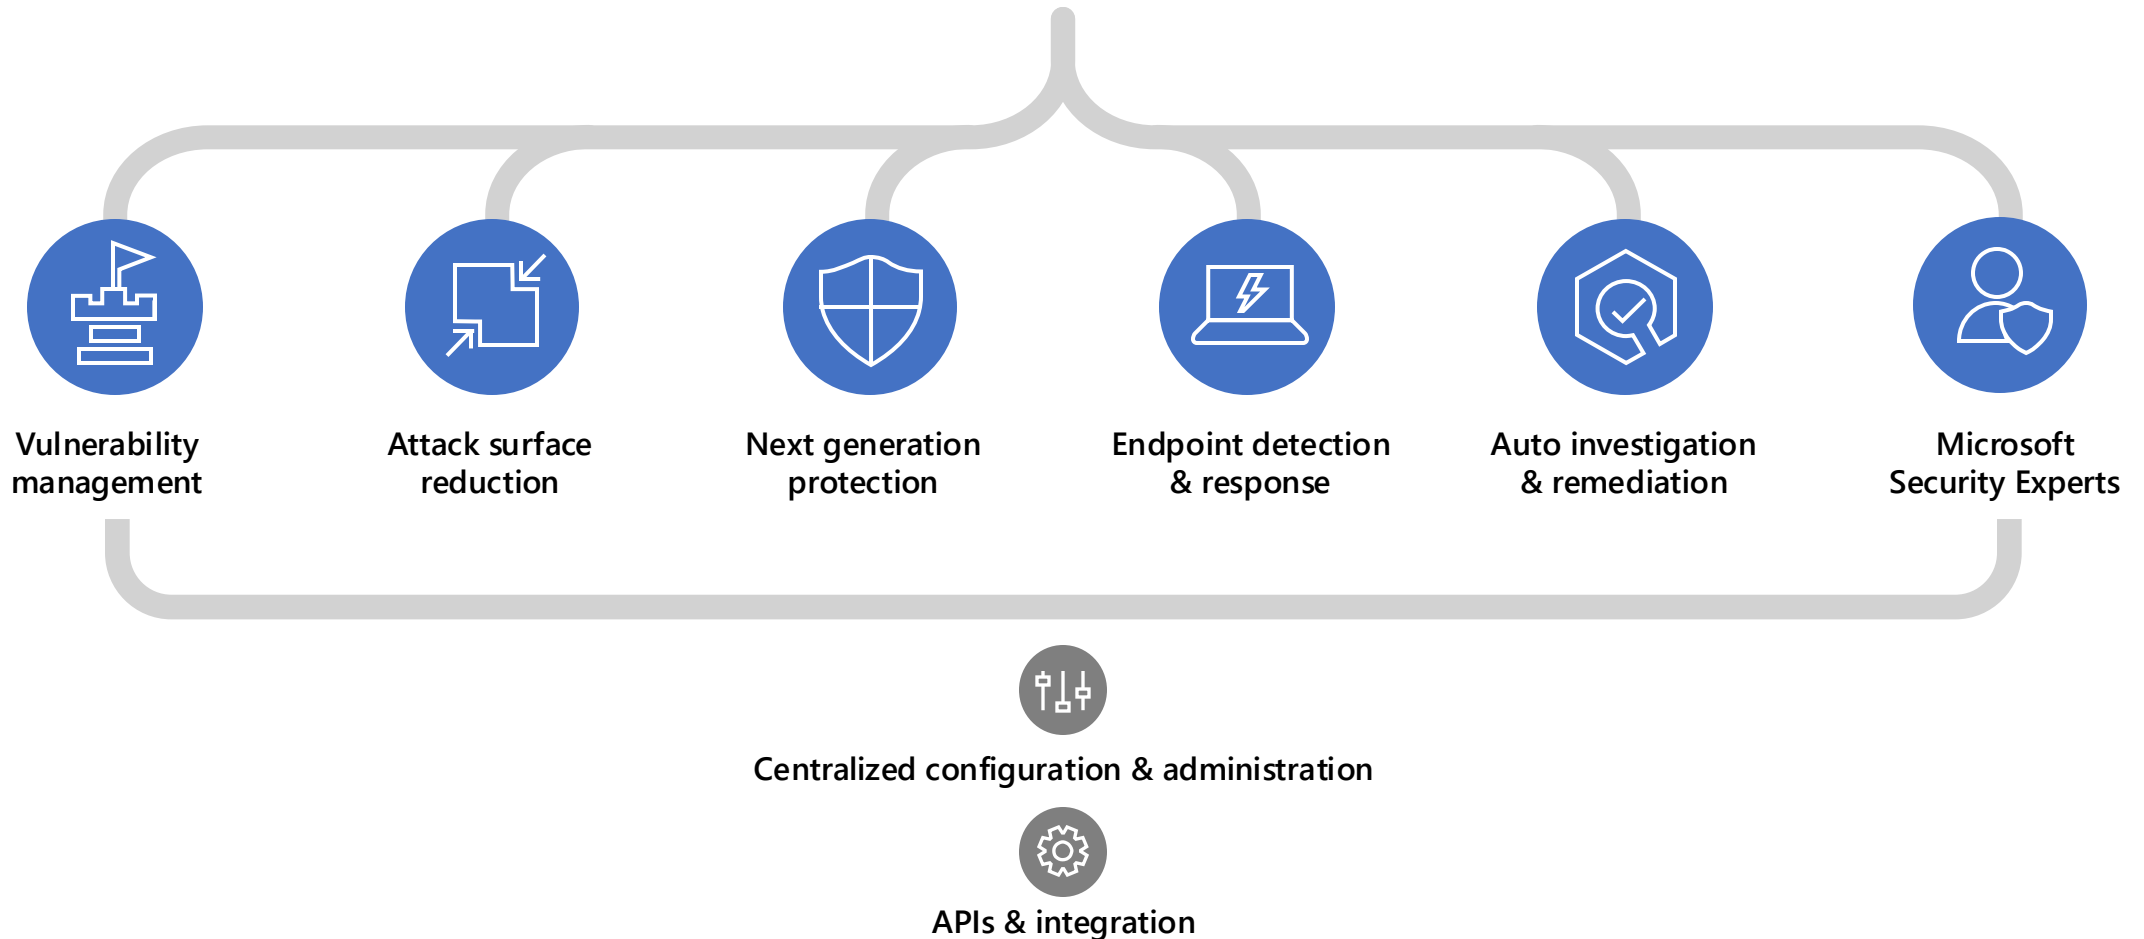 Vulnerability
management
Attack surface
reduction
Next generation
protection
Endpoint detection
& response
Auto investigation
& remediation
Microsoft
Security Experts
Centralized configuration & administration
APIs & integration